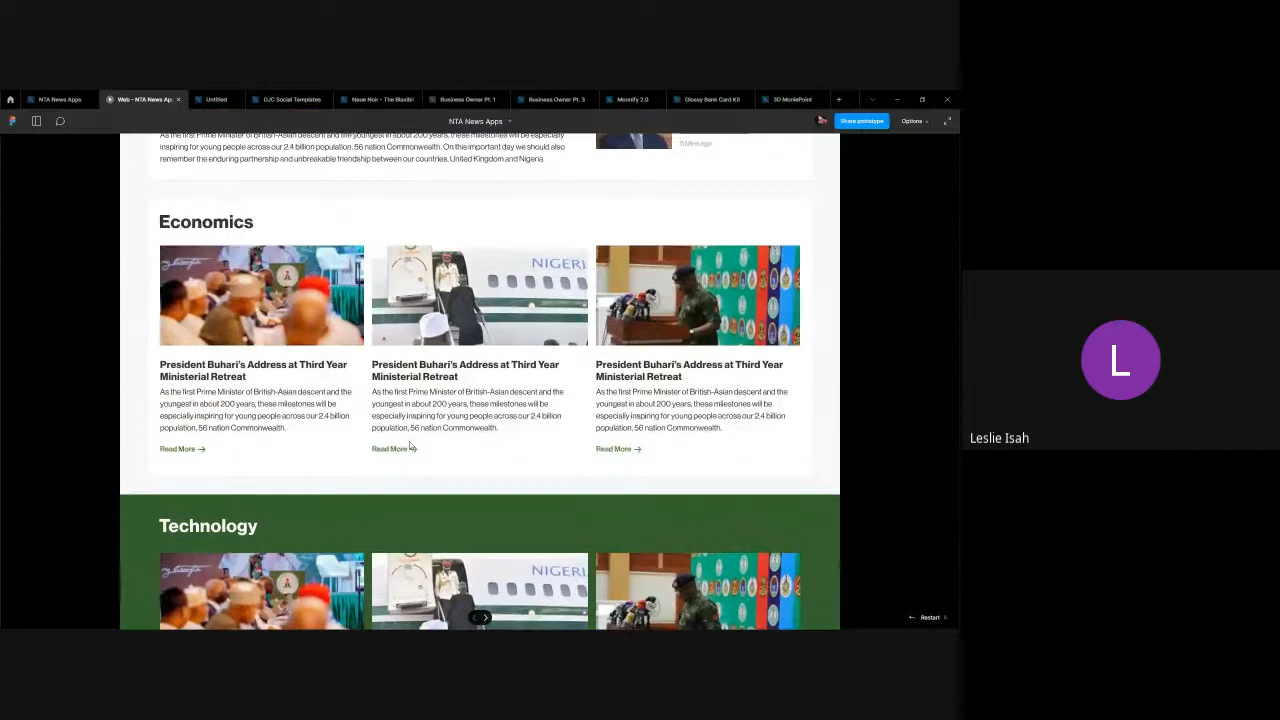 NTA News Apps
Web - NTA News Ap
Untitled
DJC Social Templates
Neue Noir - The Blaxibl
Business Owner Pt. 1
Business Owner Pt. 3
Monnify 2.0
Glossy Bank Card Kit
3D MoniePoint
NTA News Apps
Share prototype
Options
As the first Prime Minister of British-Asian descent and the youngest in about 200 years, these milestones will be especially
inspiring for young people across our 2.4 billion population, 56 nation Commonwealth. On this important day we should also
remember the enduring partnership and unbreakable friendship between our countries, United Kingdom and Nigeria
5 Mins ago
Economics
NIGERI
President Buhari's Address at Third Year
Ministerial Retreat
As the first Prime Minister of British-Asian descent and the
youngest in about 200 years, these milestones will be
especially inspiring for young people across our 2.4 billion
population, 56 nation Commonwealth.
Read More
President Buhari's Address at Third Year
Ministerial Retreat
As the first Prime Minister of British-Asian descent and the
youngest in about 200 years, these milestones will be
especially inspiring for young people across our 2.4 billion
population, 56 nation Commonwealth.
Read More
President Buhari's Address at Third Year
Ministerial Retreat
As the first Prime Minister of British-Asian descent and the
youngest in about 200 years, these milestones will be
especially inspiring for young people across our 2.4 billion
population, 56 nation Commonwealth.
Read More
Technology
NIGERI
Restart
L
Leslie Isah